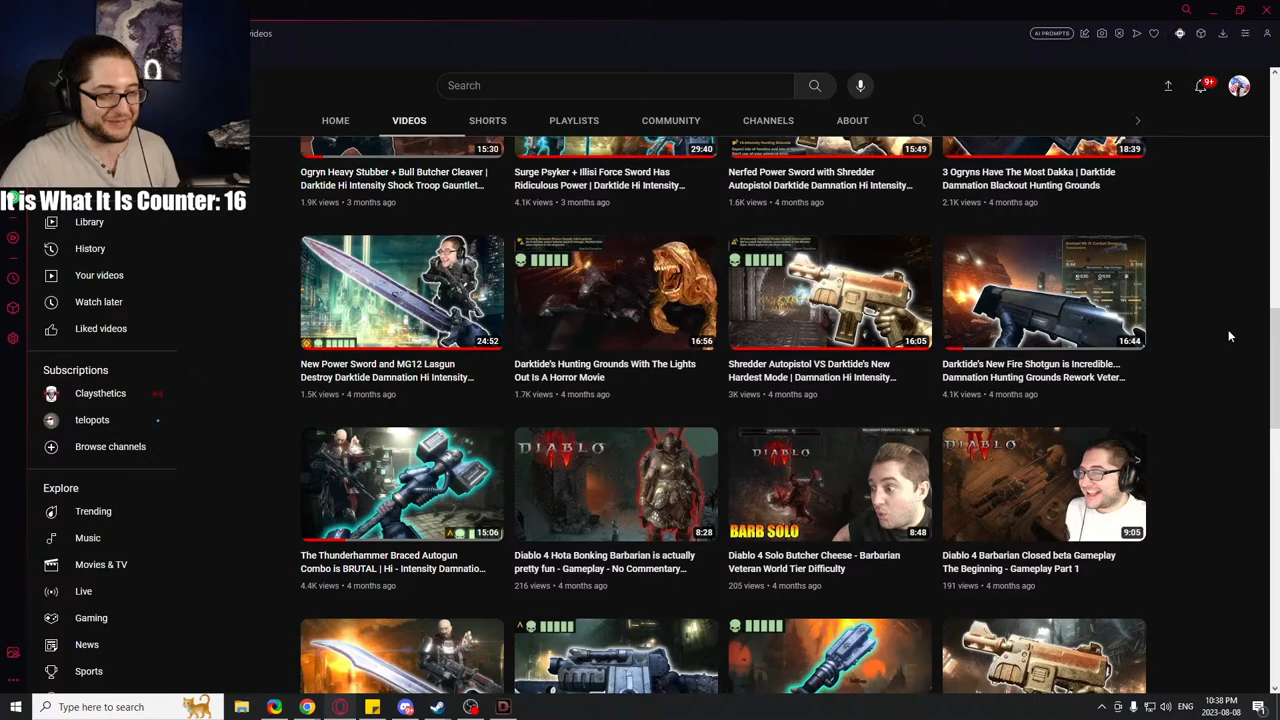 videos
AI PROMPTS
Search
9+
HOME
VIDEOS
SHORTS
PLAYLISTS
COMMUNITY
CHANNELS
ABOUT
It is What It Is Counter: 16
Library
History
Your videos
Watch later
Liked videos
Subscriptions
Claysthetics
telopots
Browse channels
Explore
Trending
Music
Movies & TV
Live
Gaming
News
Sports
15:30
Ogryn Heavy Stubber + Bull Butcher Cleaver |
Darktide Hi Intensity Shock Troop Gauntlet...
1.9K views • 3 months ago
29:40
Surge Psyker + Illisi Force Sword Has
Ridiculous Power | Darktide Hi Intensity...
4.1K views • 3 months ago
15:49
Nerfed Power Sword with Shredder
Autopistol Darktide Damnation Hi Intensity...
1.6K views • 4 months ago
18:39
3 Ogryns Have The Most Dakka | Darktide
Damnation Blackout Hunting Grounds
2.1K views • 4 months ago
24:52
New Power Sword and MG12 Lasgun
Destroy Darktide Damnation Hi Intensity...
1.5K views • 4 months ago
16:56
Darktide's Hunting Grounds With The Lights
Out Is A Horror Movie
1.7K views • 4 months ago
16:05
Shredder Autopistol VS Darktide's New
Hardest Mode | Damnation Hi Intensity...
3K views • 4 months ago
16:44
Darktide's New Fire Shotgun is Incredible...
Damnation Hunting Grounds Rework Veter...
4.1K views • 4 months ago
15:06
The Thunderhammer Braced Autogun
Combo is BRUTAL | Hi - Intensity Damnatio...
4.4K views • 4 months ago
DIABLO
IV
8:28
Diablo 4 Hota Bonking Barbarian is actually
pretty fun - Gameplay - No Commentary...
216 views • 4 months ago
DIABLO
IV
BARB SOLO
8:48
Diablo 4 Solo Butcher Cheese - Barbarian
Veteran World Tier Difficulty
205 views • 4 months ago
DIABLO
IV
9:05
Diablo 4 Barbarian Closed beta Gameplay
The Beginning - Gameplay Part 1
191 views • 4 months ago
Type here to search
ENG
10:38 PM
2023-08-08